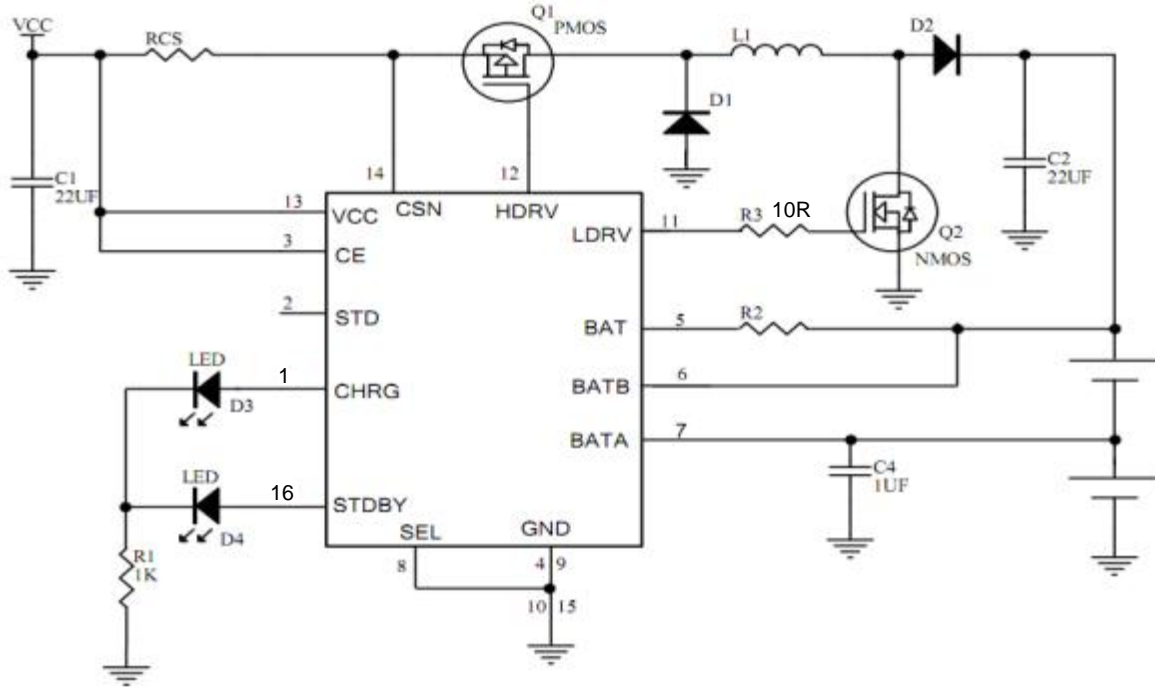 VCC
RCS
Q1
PMOS
L1
D2
D1
C1
22UF
C2
22UF
14
12
13
VCC
CSN
HDRV
LDRV
11
R3
10R
Q2
NMOS
3
CE
2
STD
BAT
5
R2
LED
1
CHRG
D3
BATB
6
BATA
7
LED
16
STDBY
D4
C4
1UF
SEL
GND
R1
1K
8
4
9
10
15